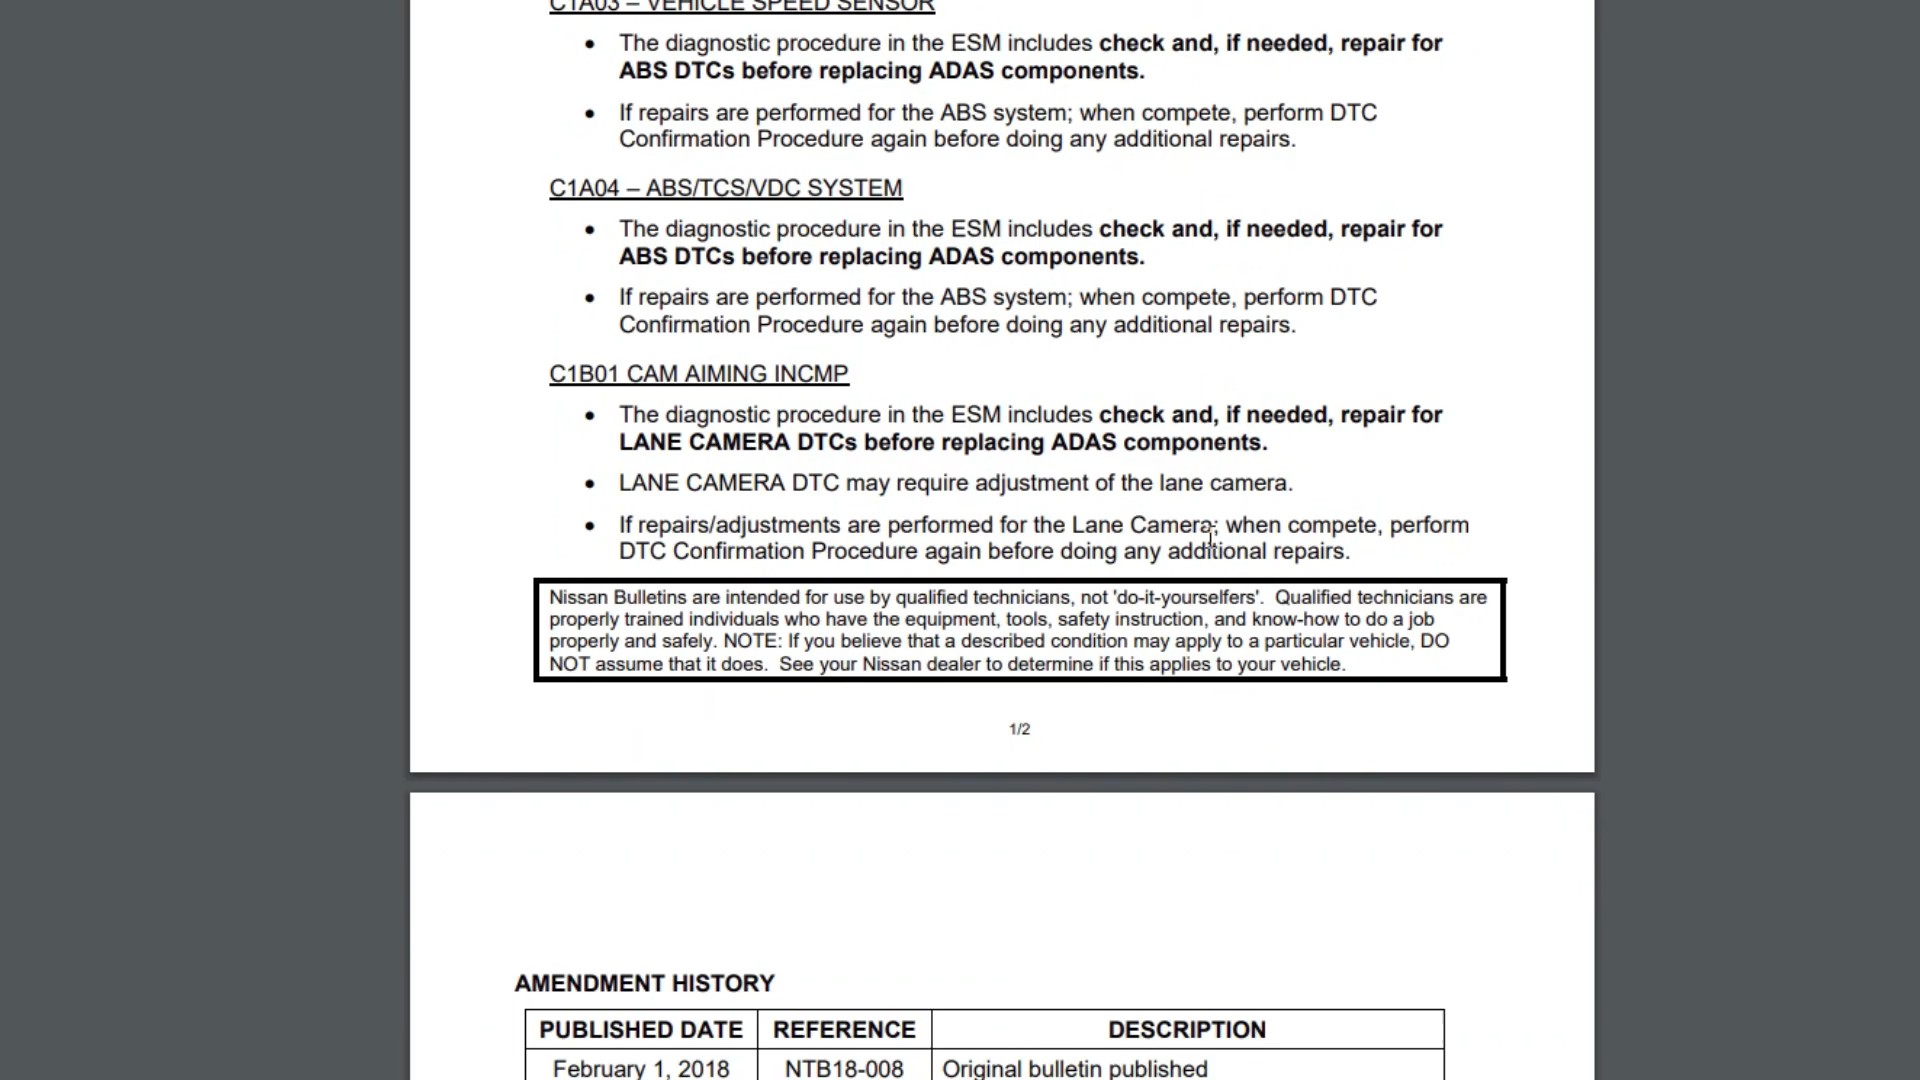 C1A03 – VEHICLE SPEED SENSOR
• The diagnostic procedure in the ESM includes check and, if needed, repair for
ABS DTCs before replacing ADAS components.
• If repairs are performed for the ABS system; when compete, perform DTC
Confirmation Procedure again before doing any additional repairs.
C1A04 – ABS/TCS/VDC SYSTEM
• The diagnostic procedure in the ESM includes check and, if needed, repair for
ABS DTCs before replacing ADAS components.
• If repairs are performed for the ABS system; when compete, perform DTC
Confirmation Procedure again before doing any additional repairs.
C1B01 CAM AIMING INCMP
• The diagnostic procedure in the ESM includes check and, if needed, repair for
LANE CAMERA DTCs before replacing ADAS components.
• LANE CAMERA DTC may require adjustment of the lane camera.
• If repairs/adjustments are performed for the Lane Camera; when compete, perform
DTC Confirmation Procedure again before doing any additional repairs.
Nissan Bulletins are intended for use by qualified technicians, not 'do-it-yourselfers'.  Qualified technicians are
properly trained individuals who have the equipment, tools, safety instruction, and know-how to do a job
properly and safely. NOTE: If you believe that a described condition may apply to a particular vehicle, DO
NOT assume that it does.  See your Nissan dealer to determine if this applies to your vehicle.
1/2
AMENDMENT HISTORY
PUBLISHED DATE REFERENCE DESCRIPTION
February 1, 2018 NTB18-008 Original bulletin published